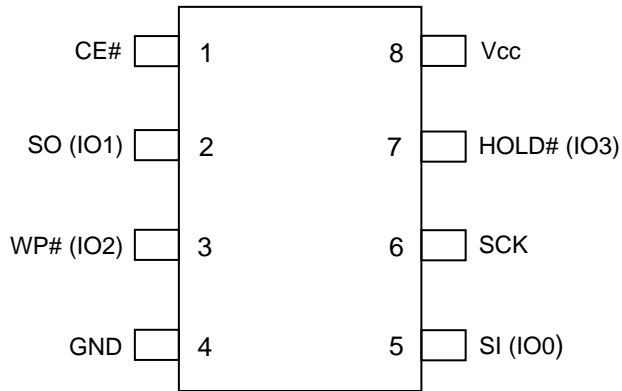 CE# 1 8 Vcc
SO (IO1) 2 7 HOLD# (IO3)
WP# (IO2) 3 6 SCK
GND 4 5 SI (IO0)